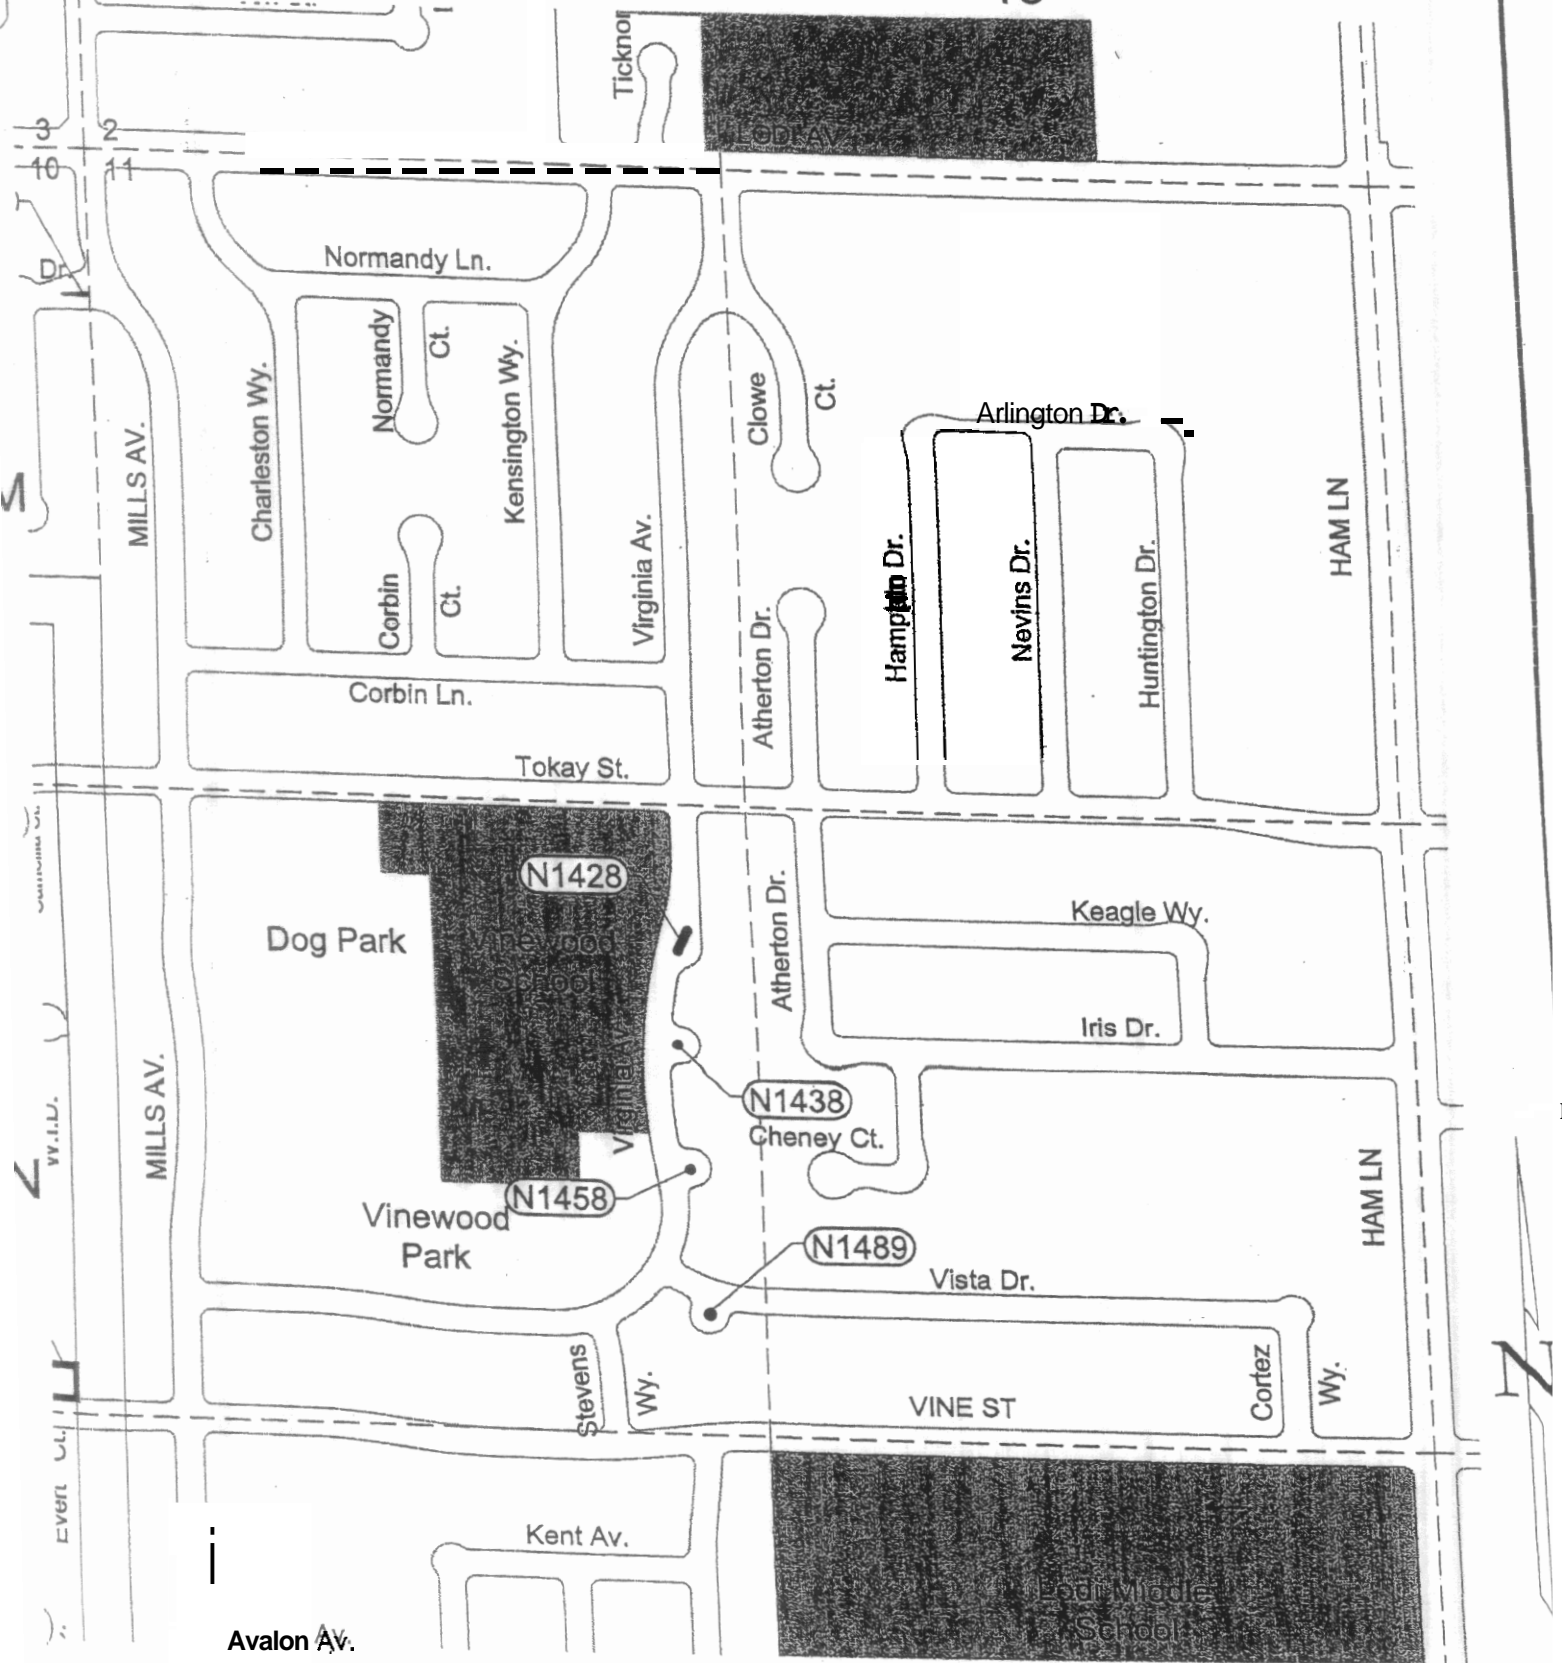 Ticknor
LODI AV
3
2
10
11
Dr.
Normandy Ln.
Normandy
Ct.
Charleston Wy.
Kensington Wy.
MILLS AV.
Virginia Av.
Clowe
Ct.
Arlington Dr.
Hampton Dr.
Nevins Dr.
Huntington Dr.
HAM LN
Corbin
Ct.
Atherton Dr.
Corbin Ln.
Tokay St.
N1428
Dog Park
Vinewood
School
Atherton Dr.
Keagle Wy.
Iris Dr.
Virginia Av.
MILLS AV.
N1438
Cheney Ct.
N1458
Vinewood
Park
N1489
HAM LN
Vista Dr.
Stevens
Wy.
VINE ST
Cortez
Wy.
W.I.D.
Z
N
Evert Ct.
Kent Av.
Avalon Av.
Lodi Middle
School